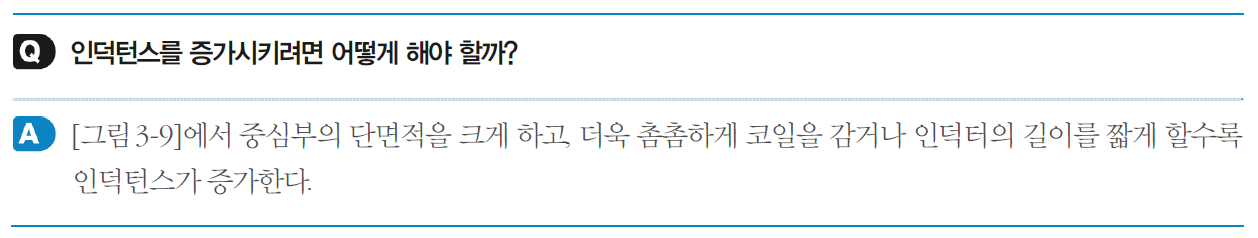 Q 인덕턴스를 증가시키려면 어떻게 해야 할까?
A [그림 3-9]에서 중심부의 단면적을 크게 하고, 더욱 촘촘하게 코일을 감거나 인덕터의 길이를 짧게 할수록
인덕턴스가 증가한다.